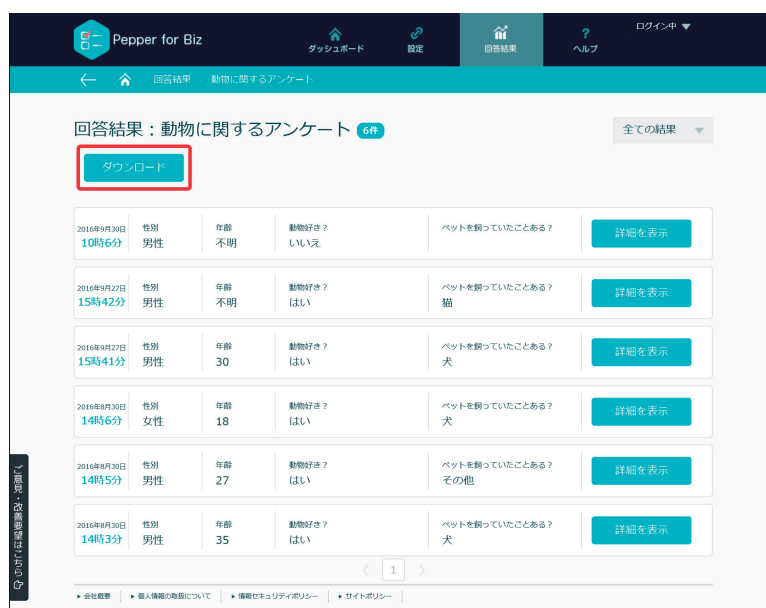 Pepper for Biz
ダッシュボード
設定
回答結果
?
ヘルプ
ログイン中 ▼
← 回答結果 動物に関するアンケート
回答結果：動物に関するアンケート 6件
全ての結果 ▼
ダウンロード
2016年9月30日 性別 年齢 動物好き？ ペットを飼っていたことある？
10時6分 男性 不明 いいえ 詳細を表示
2016年9月27日 性別 年齢 動物好き？ ペットを飼っていたことある？
15時42分 男性 不明 はい 猫 詳細を表示
2016年9月27日 性別 年齢 動物好き？ ペットを飼っていたことある？
15時41分 男性 30 はい 犬 詳細を表示
2016年8月30日 性別 年齢 動物好き？ ペットを飼っていたことある？
14時6分 女性 18 はい 犬 詳細を表示
2016年8月30日 性別 年齢 動物好き？ ペットを飼っていたことある？
14時5分 男性 27 はい その他 詳細を表示
2016年8月30日 性別 年齢 動物好き？ ペットを飼っていたことある？
14時3分 男性 35 はい 犬 詳細を表示
< 1 >
ご意見・改善要望はこちら
▸ 会社概要 ▸ 個人情報の取扱について ▸ 情報セキュリティポリシー ▸ サイトポリシー